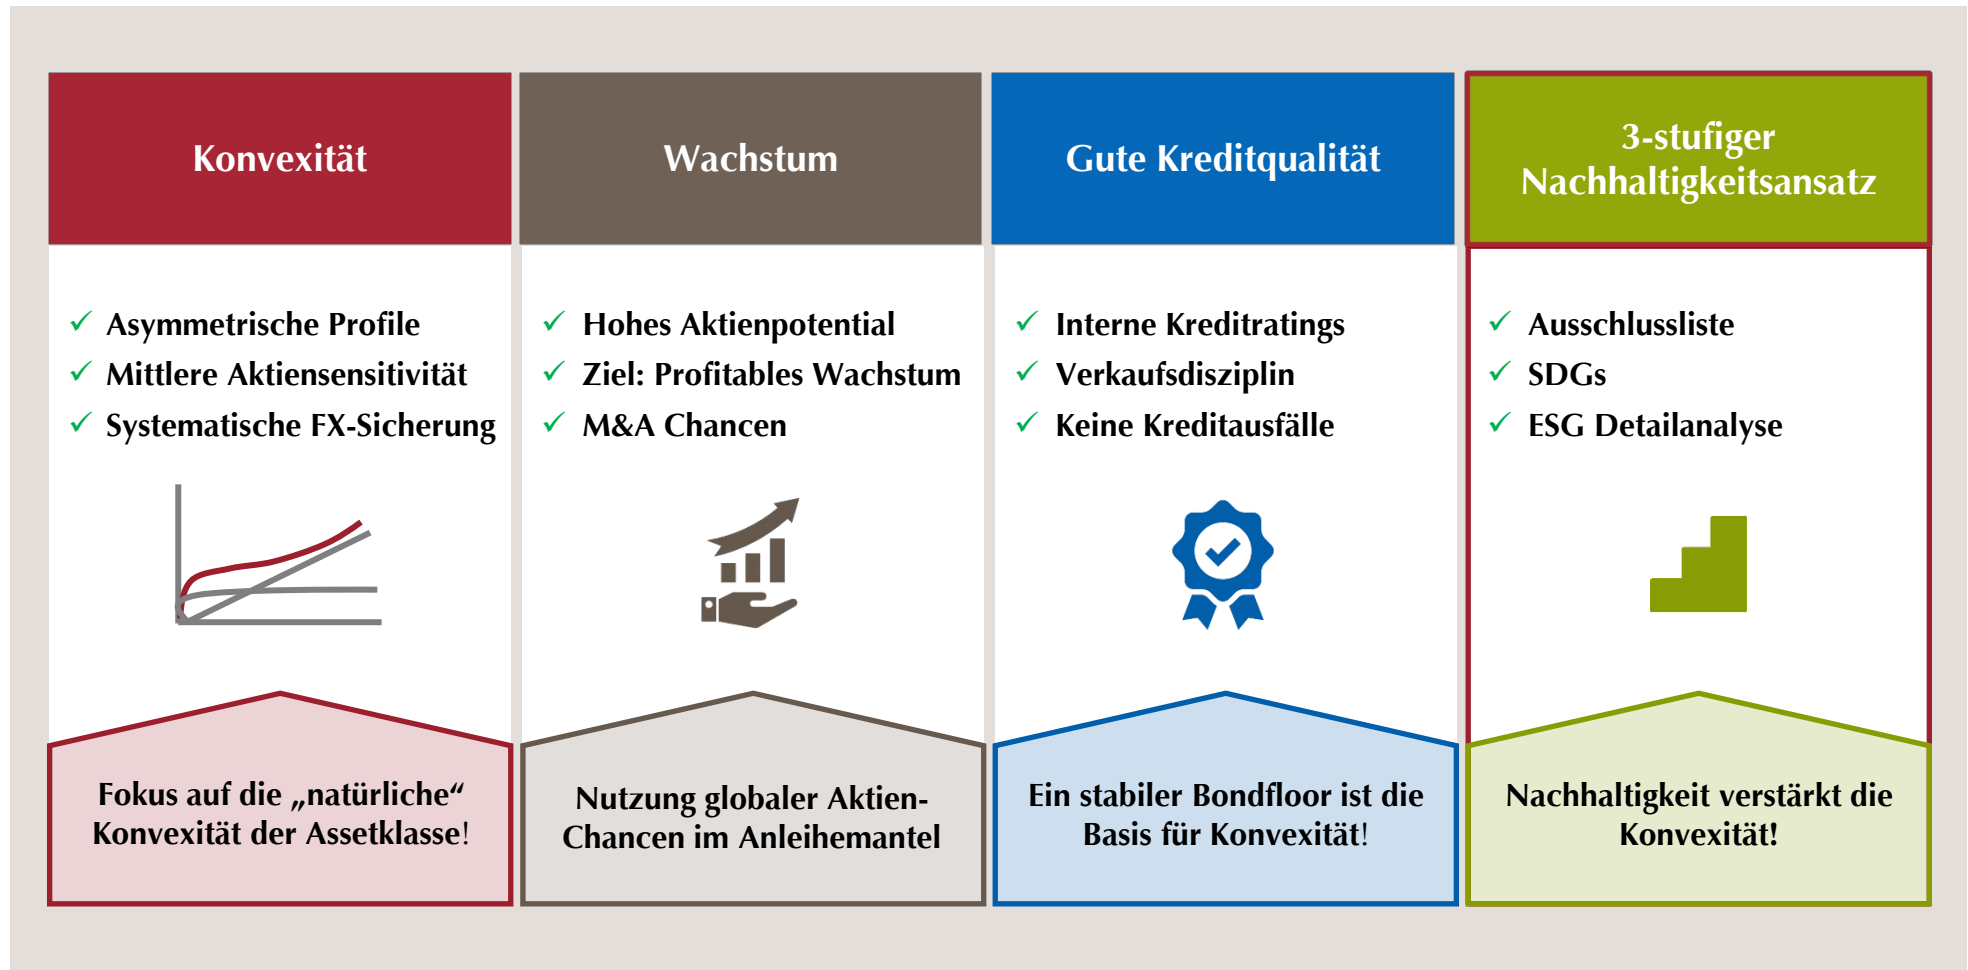 Konvexität
Asymmetrische Profile
Mittlere Aktiensensitivität
Systematische FX-Sicherung
Fokus auf die „natürliche“
Konvexität der Assetklasse!
Wachstum
Hohes Aktienpotential
Ziel: Profitables Wachstum
M&A Chancen
Nutzung globaler Aktien-
Chancen im Anleihemantel
Gute Kreditqualität
Interne Kreditratings
Verkaufsdisziplin
Keine Kreditausfälle
Ein stabiler Bondfloor ist die
Basis für Konvexität!
3-stufiger
Nachhaltigkeitsansatz
Ausschlussliste
SDGs
ESG Detailanalyse
Nachhaltigkeit verstärkt die
Konvexität!